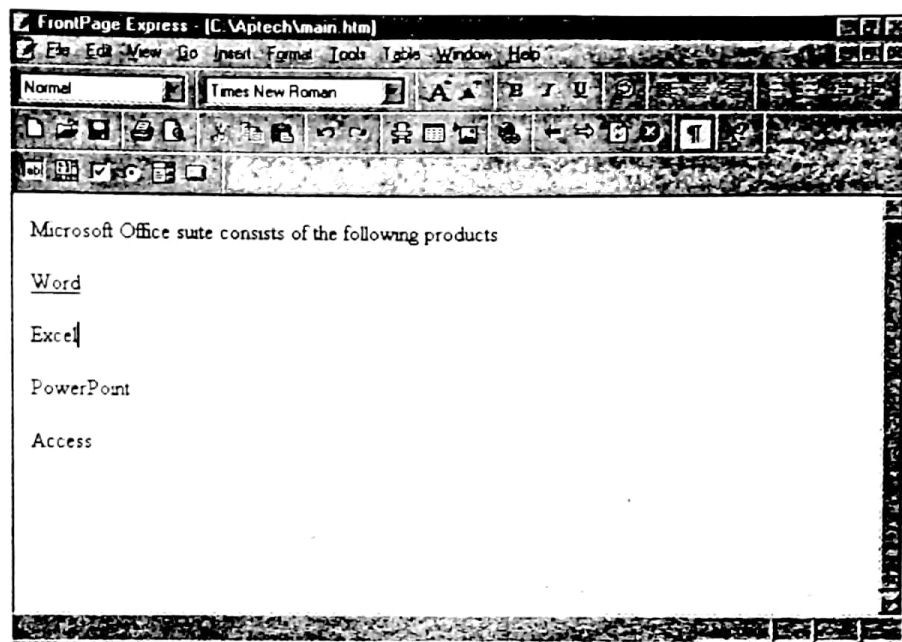 FrontPage Express - [C:\Aptech\main.htm]
File Edit View Go Insert Format Tools Table Window Help
Normal Times New Roman A A B I U
ab
Microsoft Office suite consists of the following products
Word
Excel
PowerPoint
Access